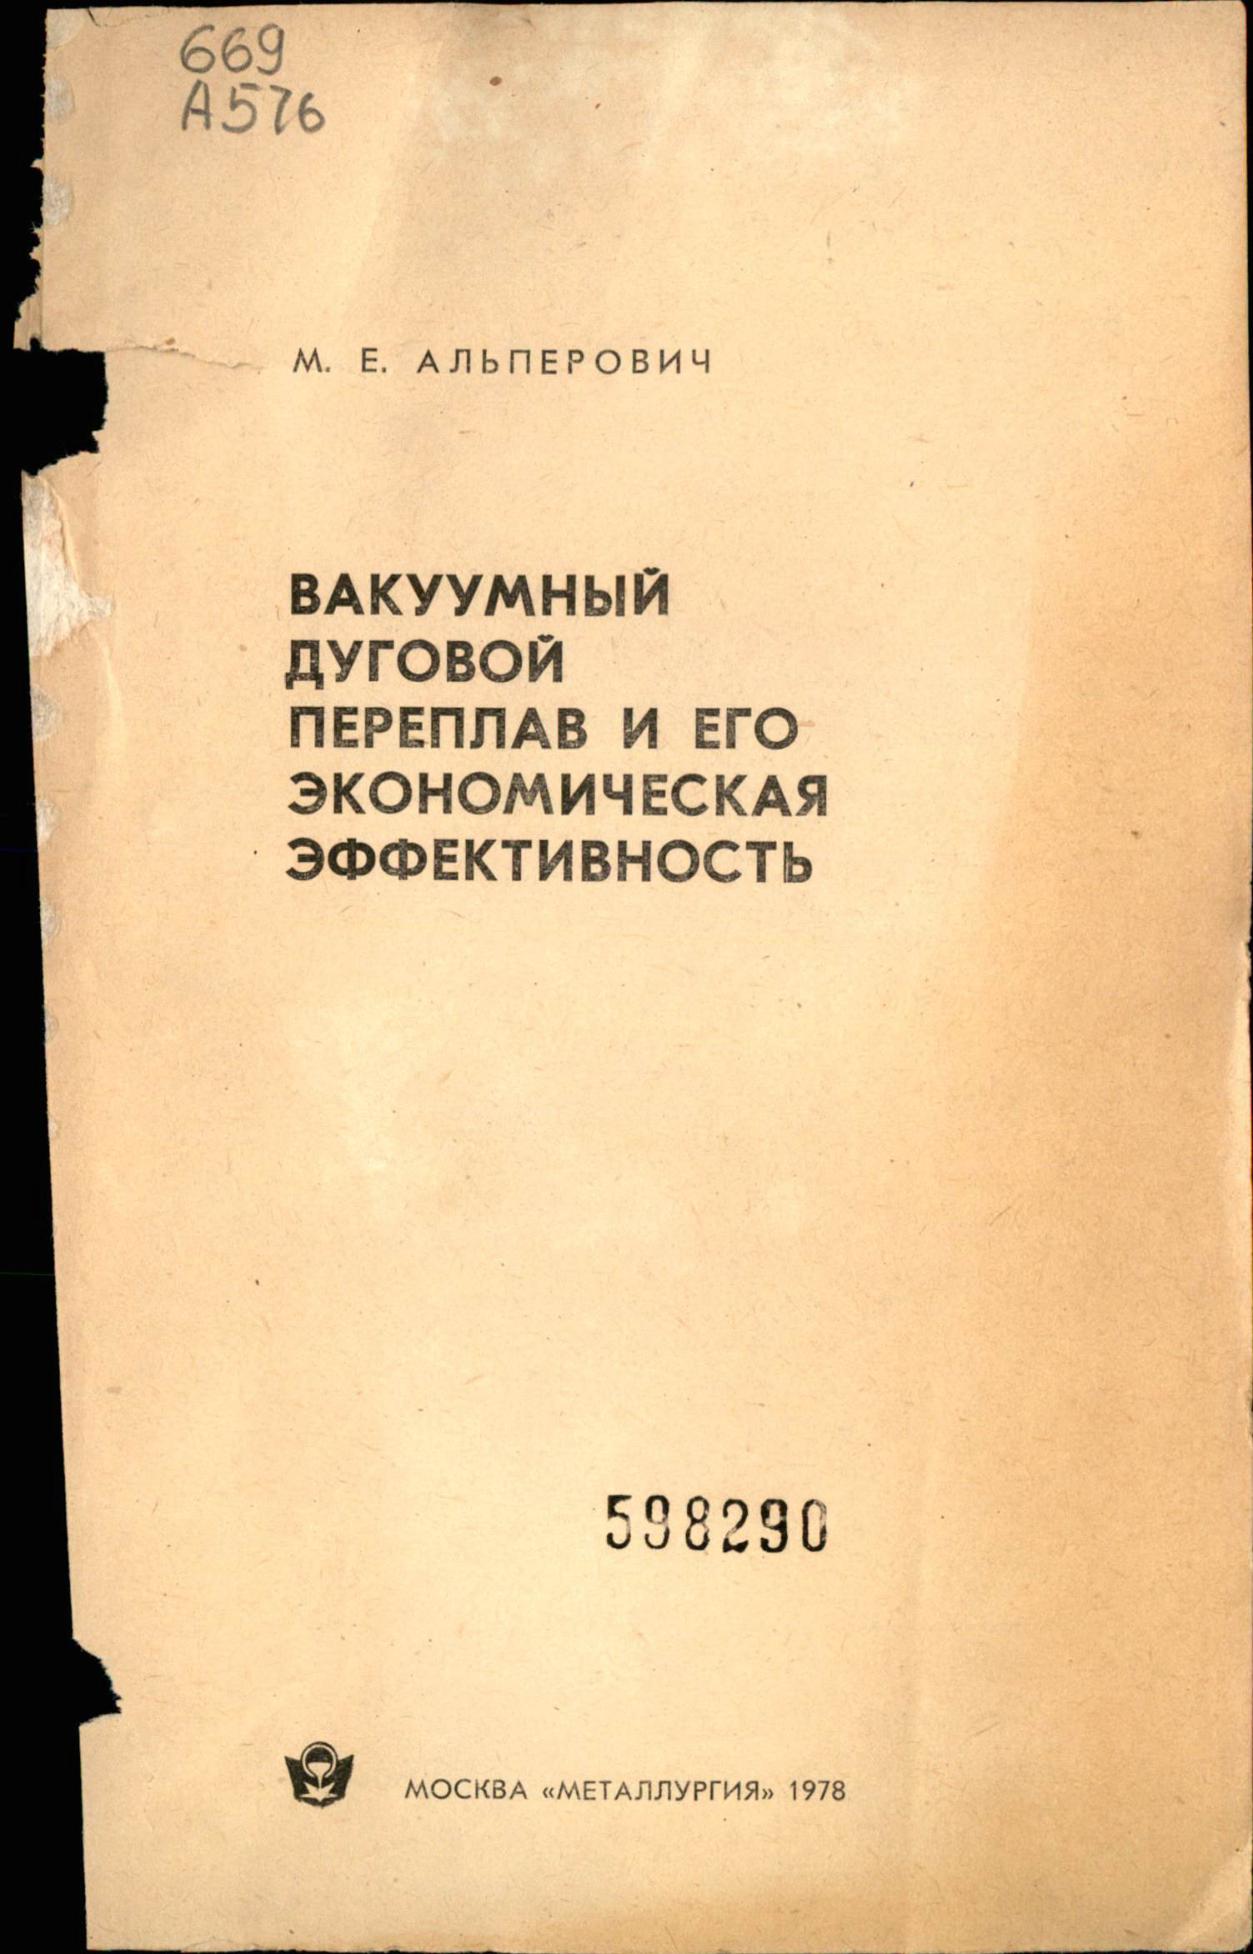 669
А576
М. Е. АЛЬПЕРОВИЧ
ВАКУУМНЫЙ
ДУГОВОЙ
ПЕРЕПЛАВ И ЕГО
ЭКОНОМИЧЕСКАЯ
ЭФФЕКТИВНОСТЬ
598290
МОСКВА «МЕТАЛЛУРГИЯ» 1978